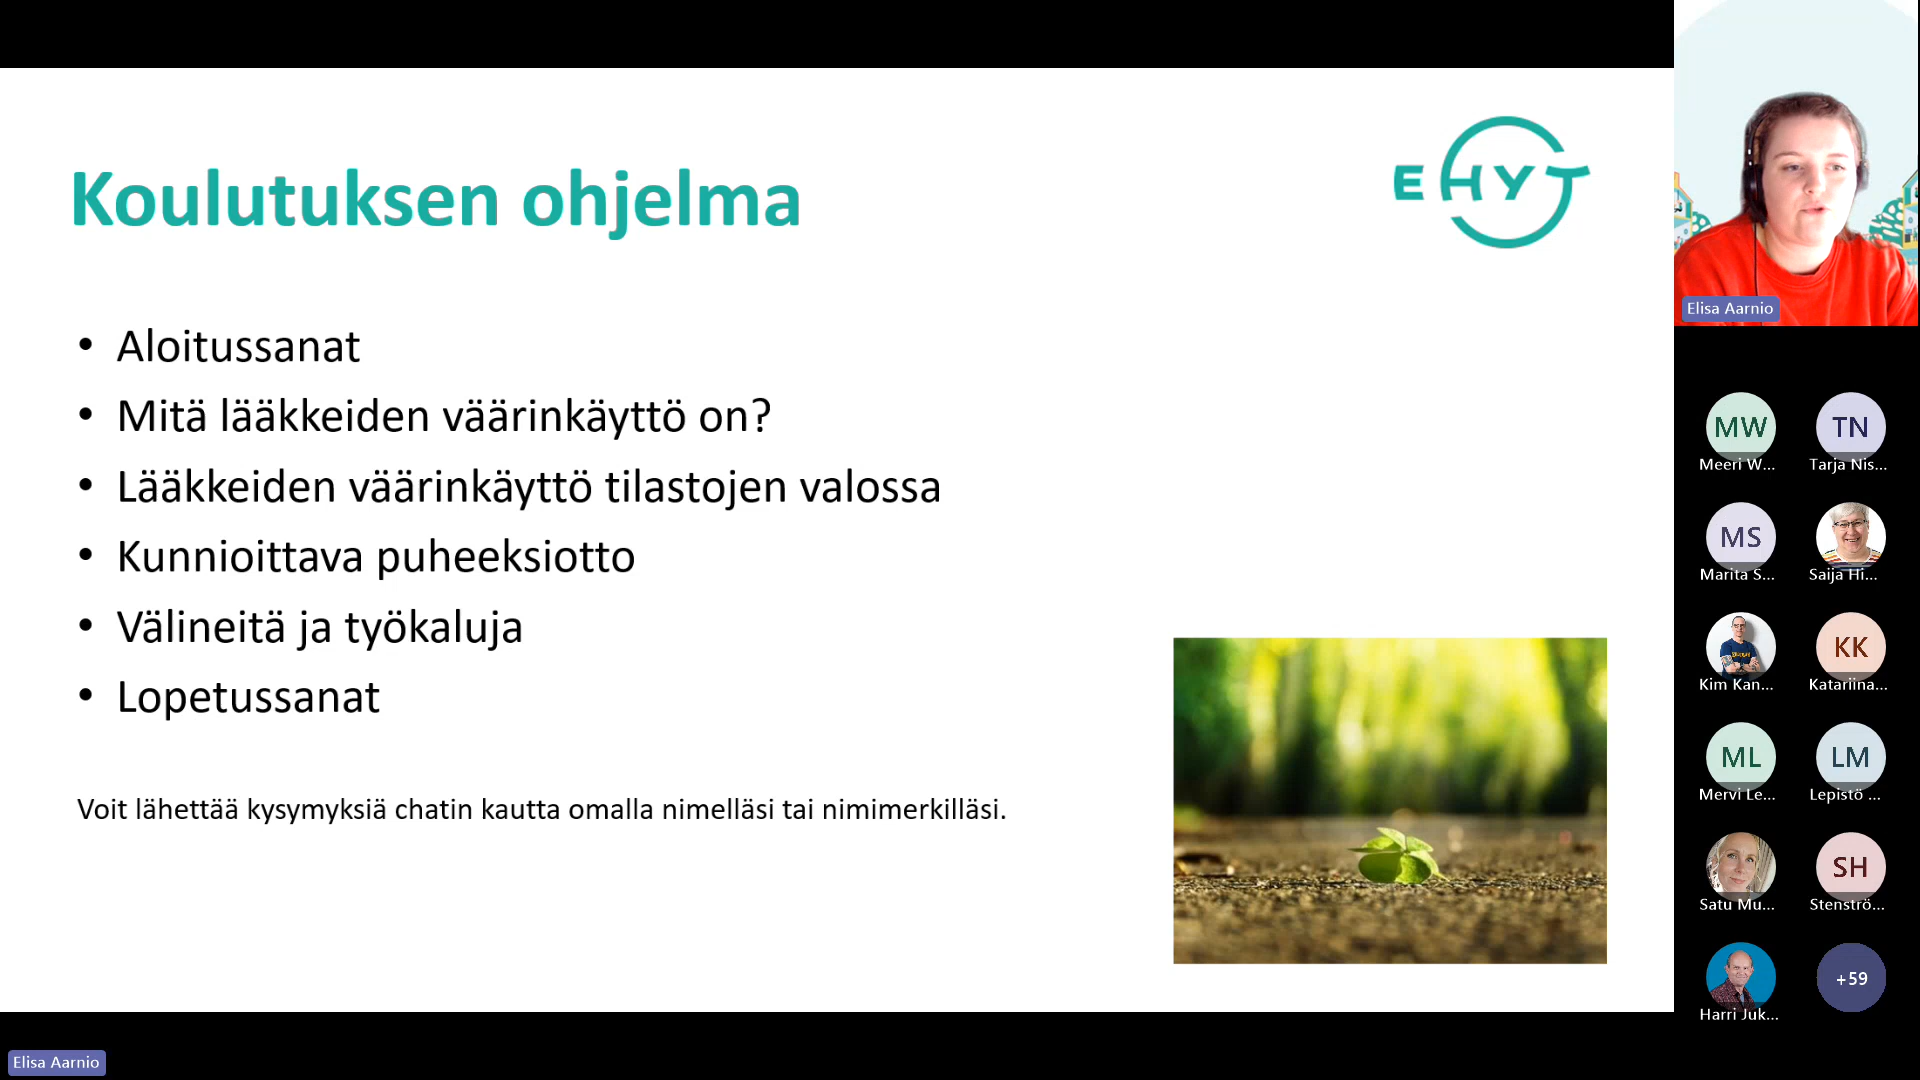 Koulutuksen ohjelma
EHYT
• Aloitussanat
• Mitä lääkkeiden väärinkäyttö on?
• Lääkkeiden väärinkäyttö tilastojen valossa
• Kunnioittava puheeksiotto
• Välineitä ja työkaluja
• Lopetussanat
Voit lähettää kysymyksiä chatin kautta omalla nimelläsi tai nimimerkilläsi.
Elisa Aarnio
Elisa Aarnio
MW
TN
Meeri W...
Tarja Nis...
MS
Marita S...
Saija Hi...
KK
Kim Kan...
Katariina...
ML
LM
Mervi Le...
Lepistö ...
SH
Satu Mu...
Stenströ...
+59
Harri Juk...